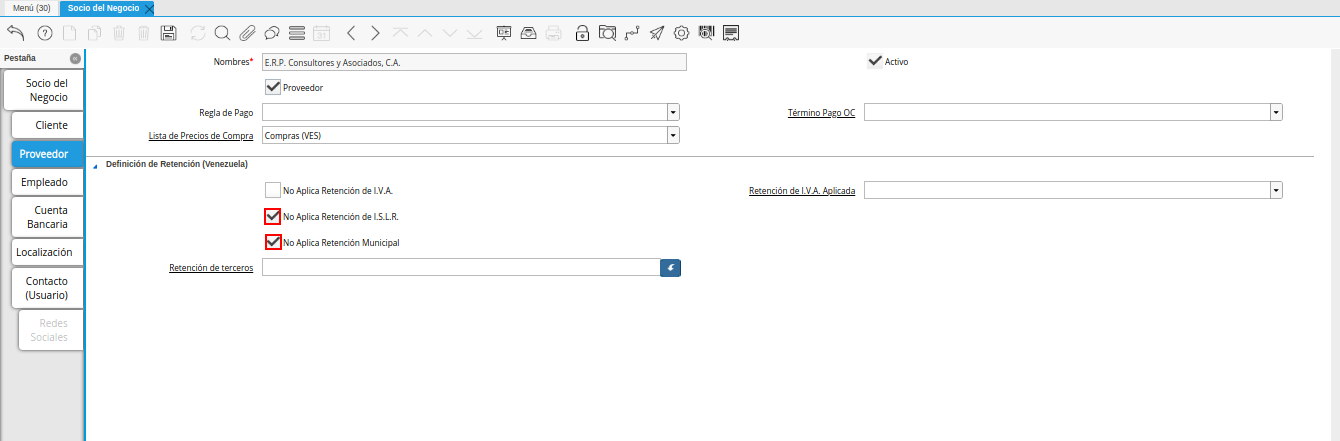 Menú (30)
Socio del Negocio
Pestaña
Socio del
Negocio
Cliente
Proveedor
Empleado
Cuenta
Bancaria
Localización
Contacto
(Usuario)
Redes
Sociales
Nombres*
E.R.P. Consultores y Asociados, C.A.
Activo
Proveedor
Regla de Pago
Término Pago OC
Lista de Precios de Compra
Compras (VES)
Definición de Retención (Venezuela)
No Aplica Retención de I.V.A.
Retención de I.V.A. Aplicada
No Aplica Retención de I.S.L.R.
No Aplica Retención Municipal
Retención de terceros